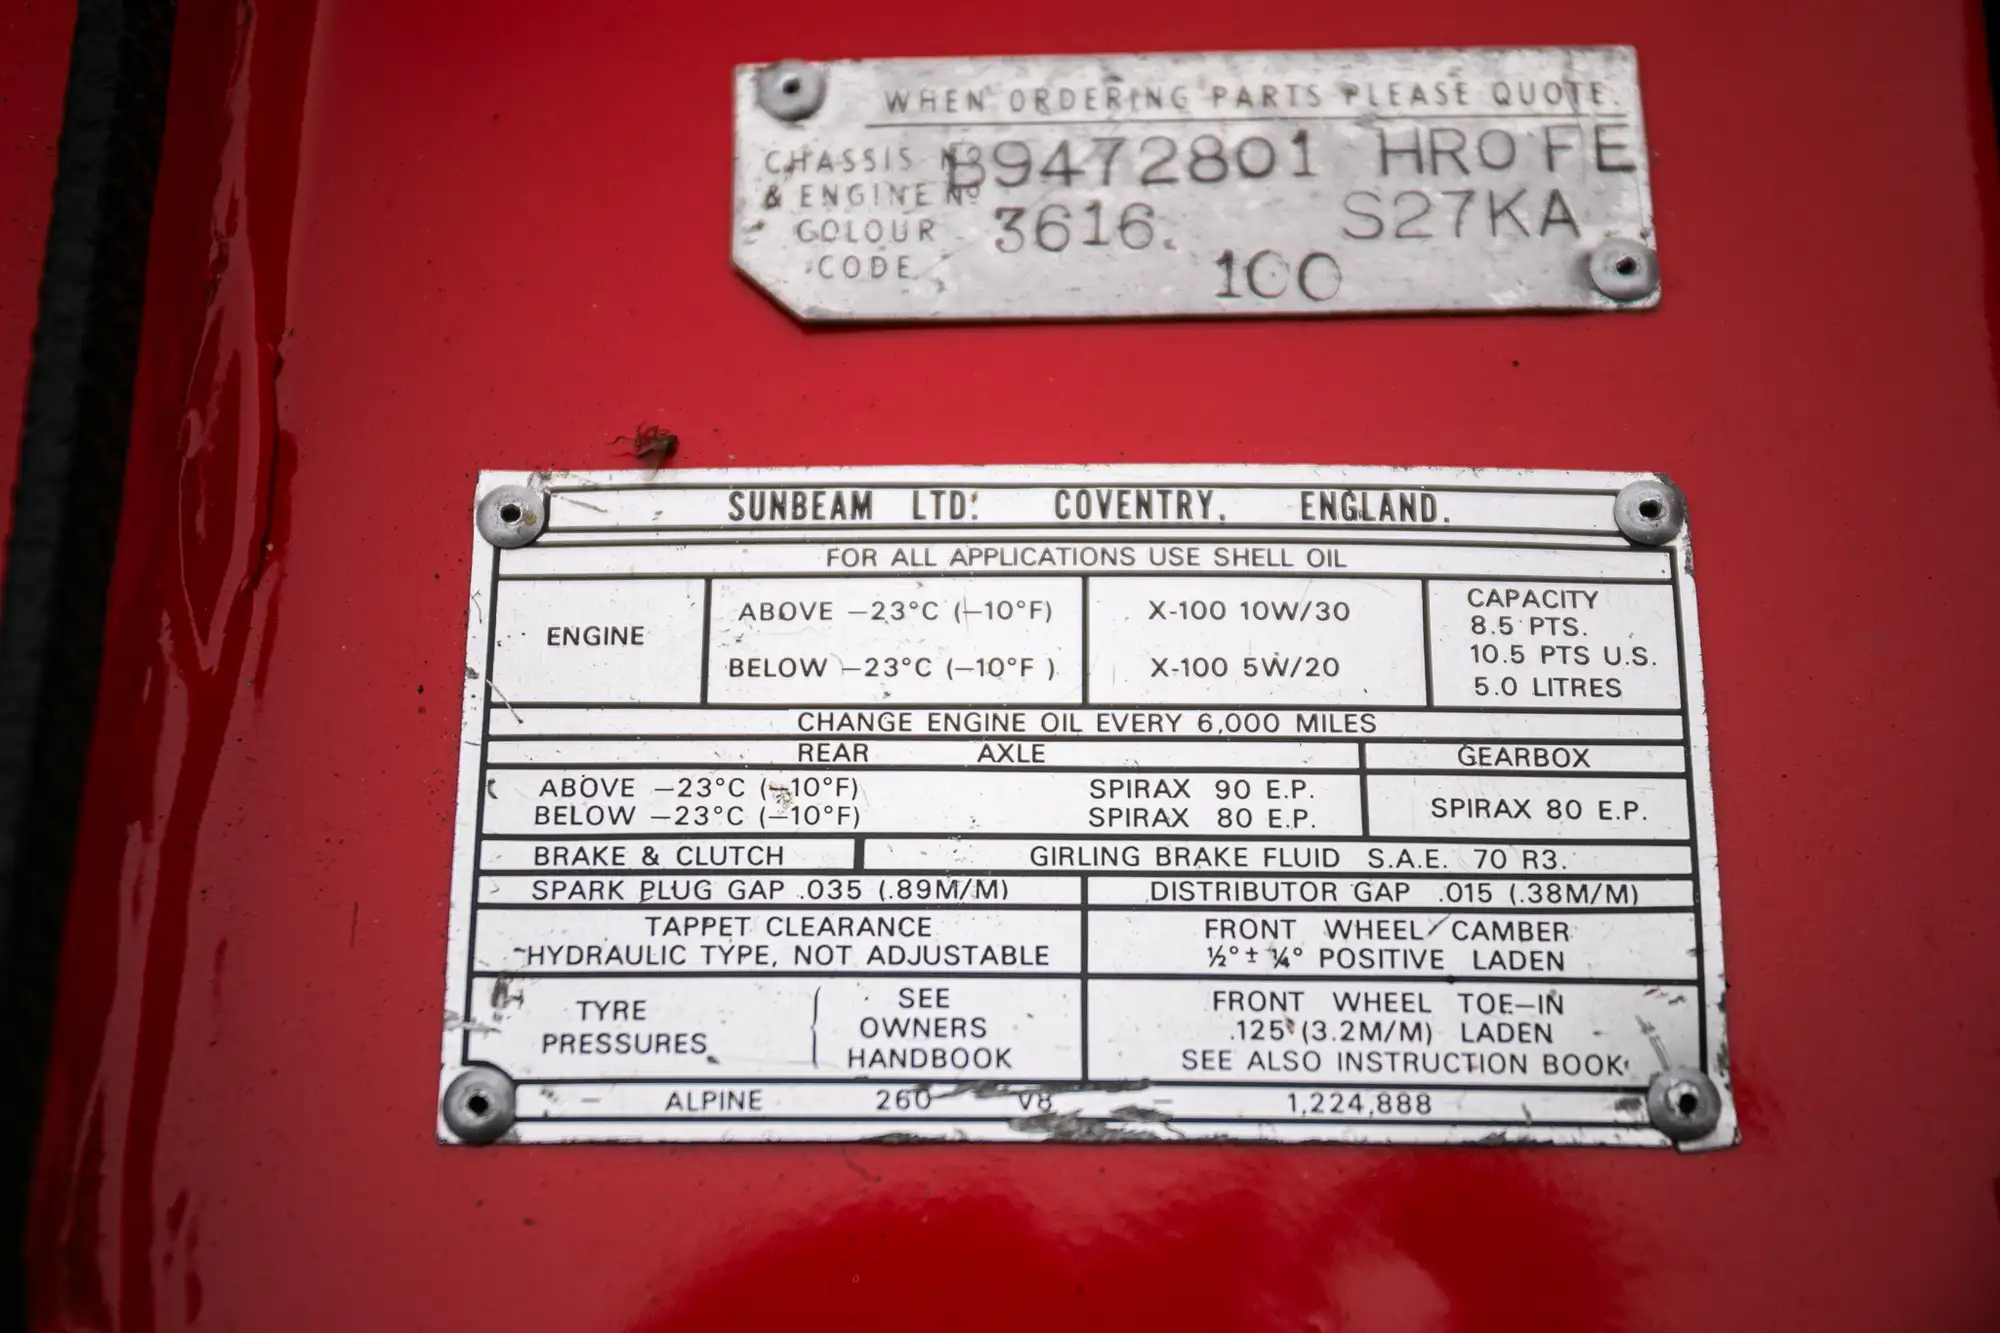 WHEN ORDERING PARTS PLEASE QUOTE.
CHASSIS No B9472801 HROFE
& ENGINE No
COLOUR 3616. S27KA
CODE 100
SUNBEAM LTD. COVENTRY. ENGLAND.
FOR ALL APPLICATIONS USE SHELL OIL
ENGINE
ABOVE –23°C (–10°F) X-100 10W/30
BELOW –23°C (–10°F ) X-100 5W/20
CAPACITY
8.5 PTS.
10.5 PTS U.S.
5.0 LITRES
CHANGE ENGINE OIL EVERY 6,000 MILES
REAR AXLE GEARBOX
ABOVE –23°C (–10°F) SPIRAX 90 E.P.
BELOW –23°C (–10°F) SPIRAX 80 E.P.
SPIRAX 80 E.P.
BRAKE & CLUTCH GIRLING BRAKE FLUID S.A.E. 70 R3.
SPARK PLUG GAP .035 (.89M/M) DISTRIBUTOR GAP .015 (.38M/M)
TAPPET CLEARANCE
HYDRAULIC TYPE, NOT ADJUSTABLE
FRONT WHEEL CAMBER
½° ± ¼° POSITIVE LADEN
TYRE
PRESSURES
SEE
OWNERS
HANDBOOK
FRONT WHEEL TOE–IN
.125 (3.2M/M) LADEN
SEE ALSO INSTRUCTION BOOK
– ALPINE 260 V8 – 1,224,888